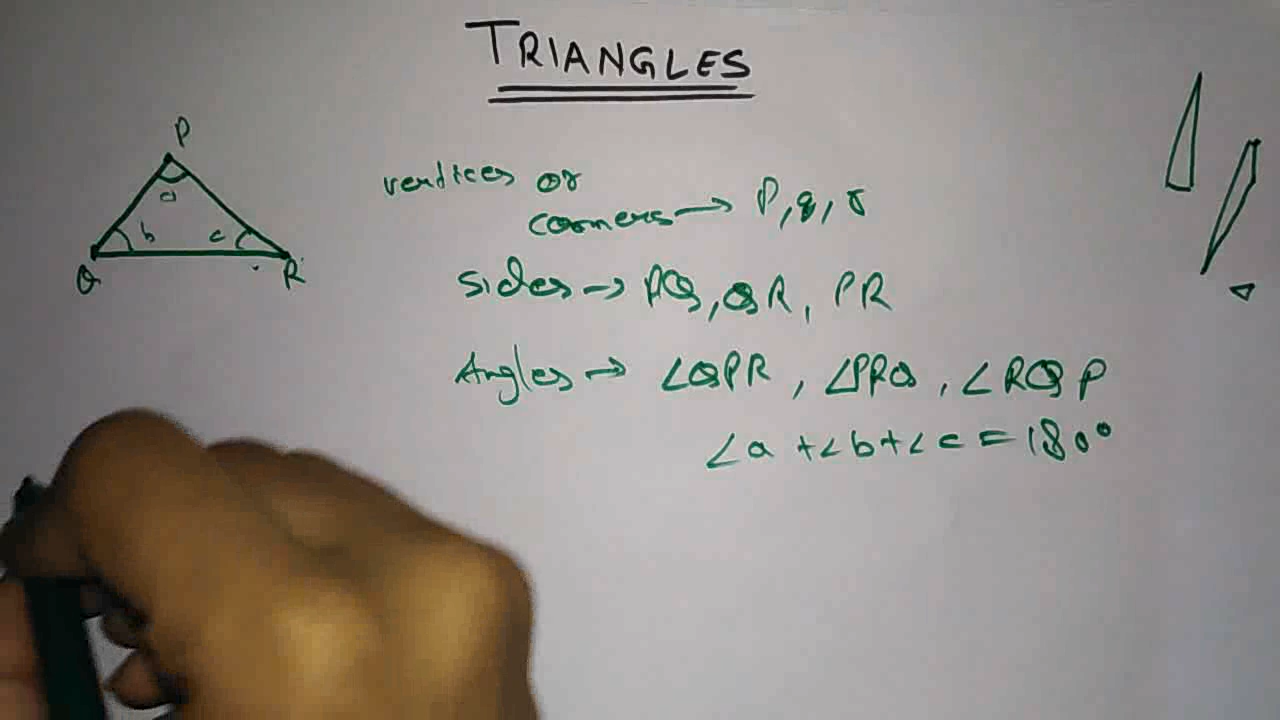 TRIANGLES
P
a
b
c
Q
R
vertices or
corners → P, q, r
Sides → PQ, QR, PR
Angles → ∠QPR, ∠PRQ, ∠RQP
∠a +∠b+∠c = 180°